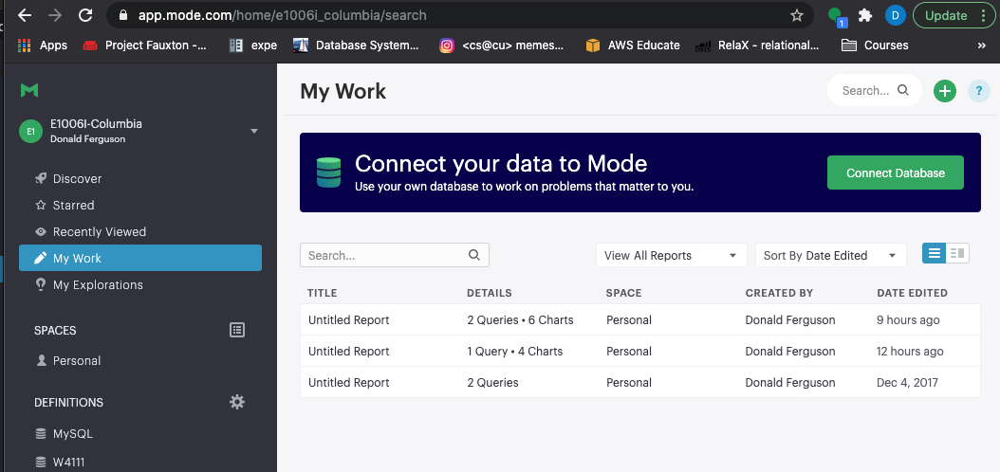 app.mode.com/home/e1006i_columbia/search
D
Update
1
Apps
Project Fauxton -...
expe
Database System...
<cs@cu> memes...
AWS Educate
RelaX - relational...
Courses
»
E1
E1006I-Columbia
Donald Ferguson
Discover
Starred
Recently Viewed
My Work
My Explorations
SPACES
Personal
DEFINITIONS
MySQL
W4111
My Work
Search...
?
Connect your data to Mode
Use your own database to work on problems that matter to you.
Connect Database
Search...
View All Reports
Sort By Date Edited
TITLE DETAILS SPACE CREATED BY DATE EDITED
Untitled Report 2 Queries • 6 Charts Personal Donald Ferguson 9 hours ago
Untitled Report 1 Query • 4 Charts Personal Donald Ferguson 12 hours ago
Untitled Report 2 Queries Personal Donald Ferguson Dec 4, 2017